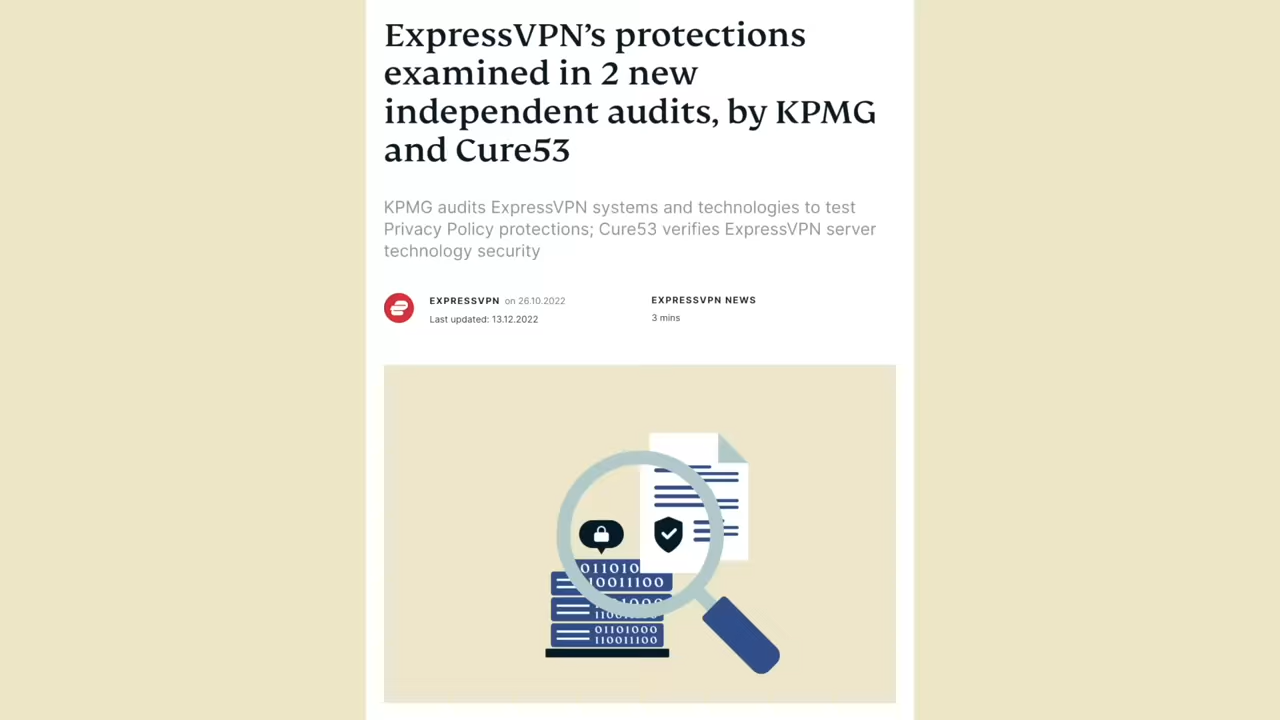 ExpressVPN’s protections
examined in 2 new
independent audits, by KPMG
and Cure53
KPMG audits ExpressVPN systems and technologies to test
Privacy Policy protections; Cure53 verifies ExpressVPN server
technology security
EXPRESSVPN on 26.10.2022
Last updated: 13.12.2022
EXPRESSVPN NEWS
3 mins
011010
10011100
01101000
110011100